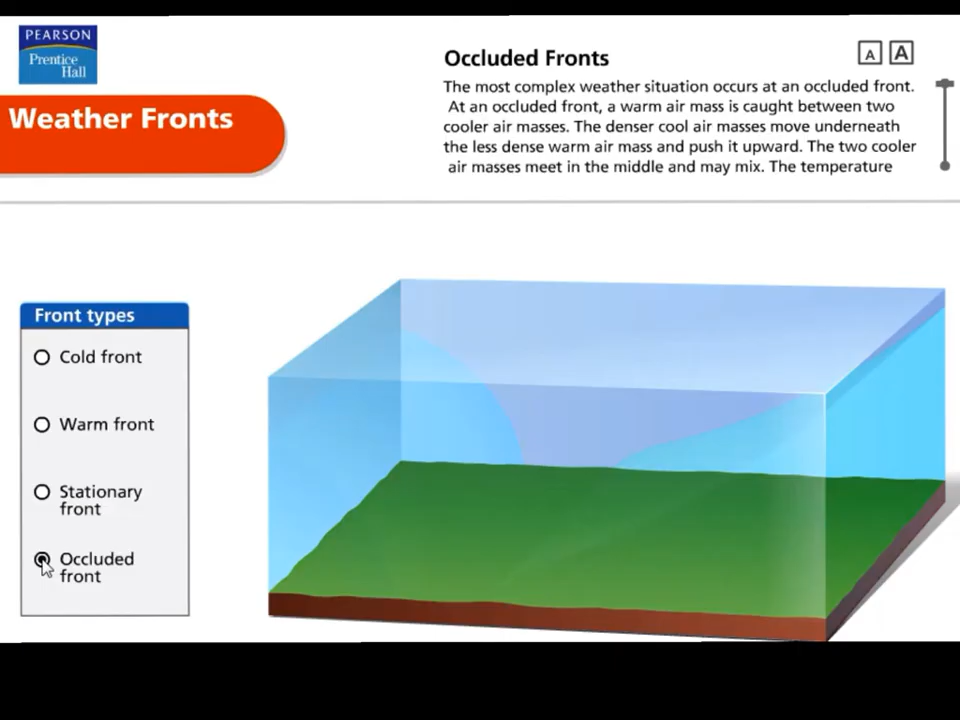 PEARSON
Prentice
Hall
Weather Fronts
Occluded Fronts
A A
The most complex weather situation occurs at an occluded front.
At an occluded front, a warm air mass is caught between two
cooler air masses. The denser cool air masses move underneath
the less dense warm air mass and push it upward. The two cooler
air masses meet in the middle and may mix. The temperature
Front types
Cold front
Warm front
Stationary
front
Occluded
front